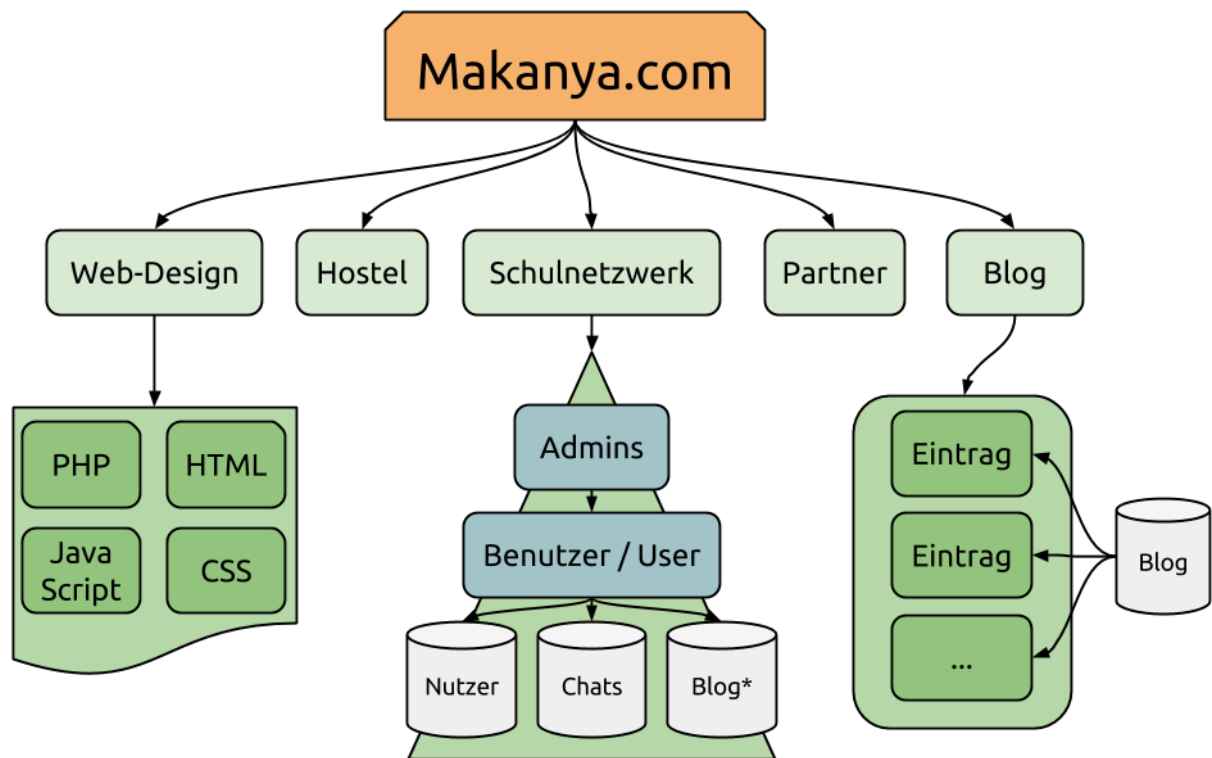 Makanya.com
Web-Design
Hostel
Schulnetzwerk
Partner
Blog
PHP
HTML
Java
Script
CSS
Admins
Benutzer / User
Nutzer
Chats
Blog*
Eintrag
Eintrag
...
Blog